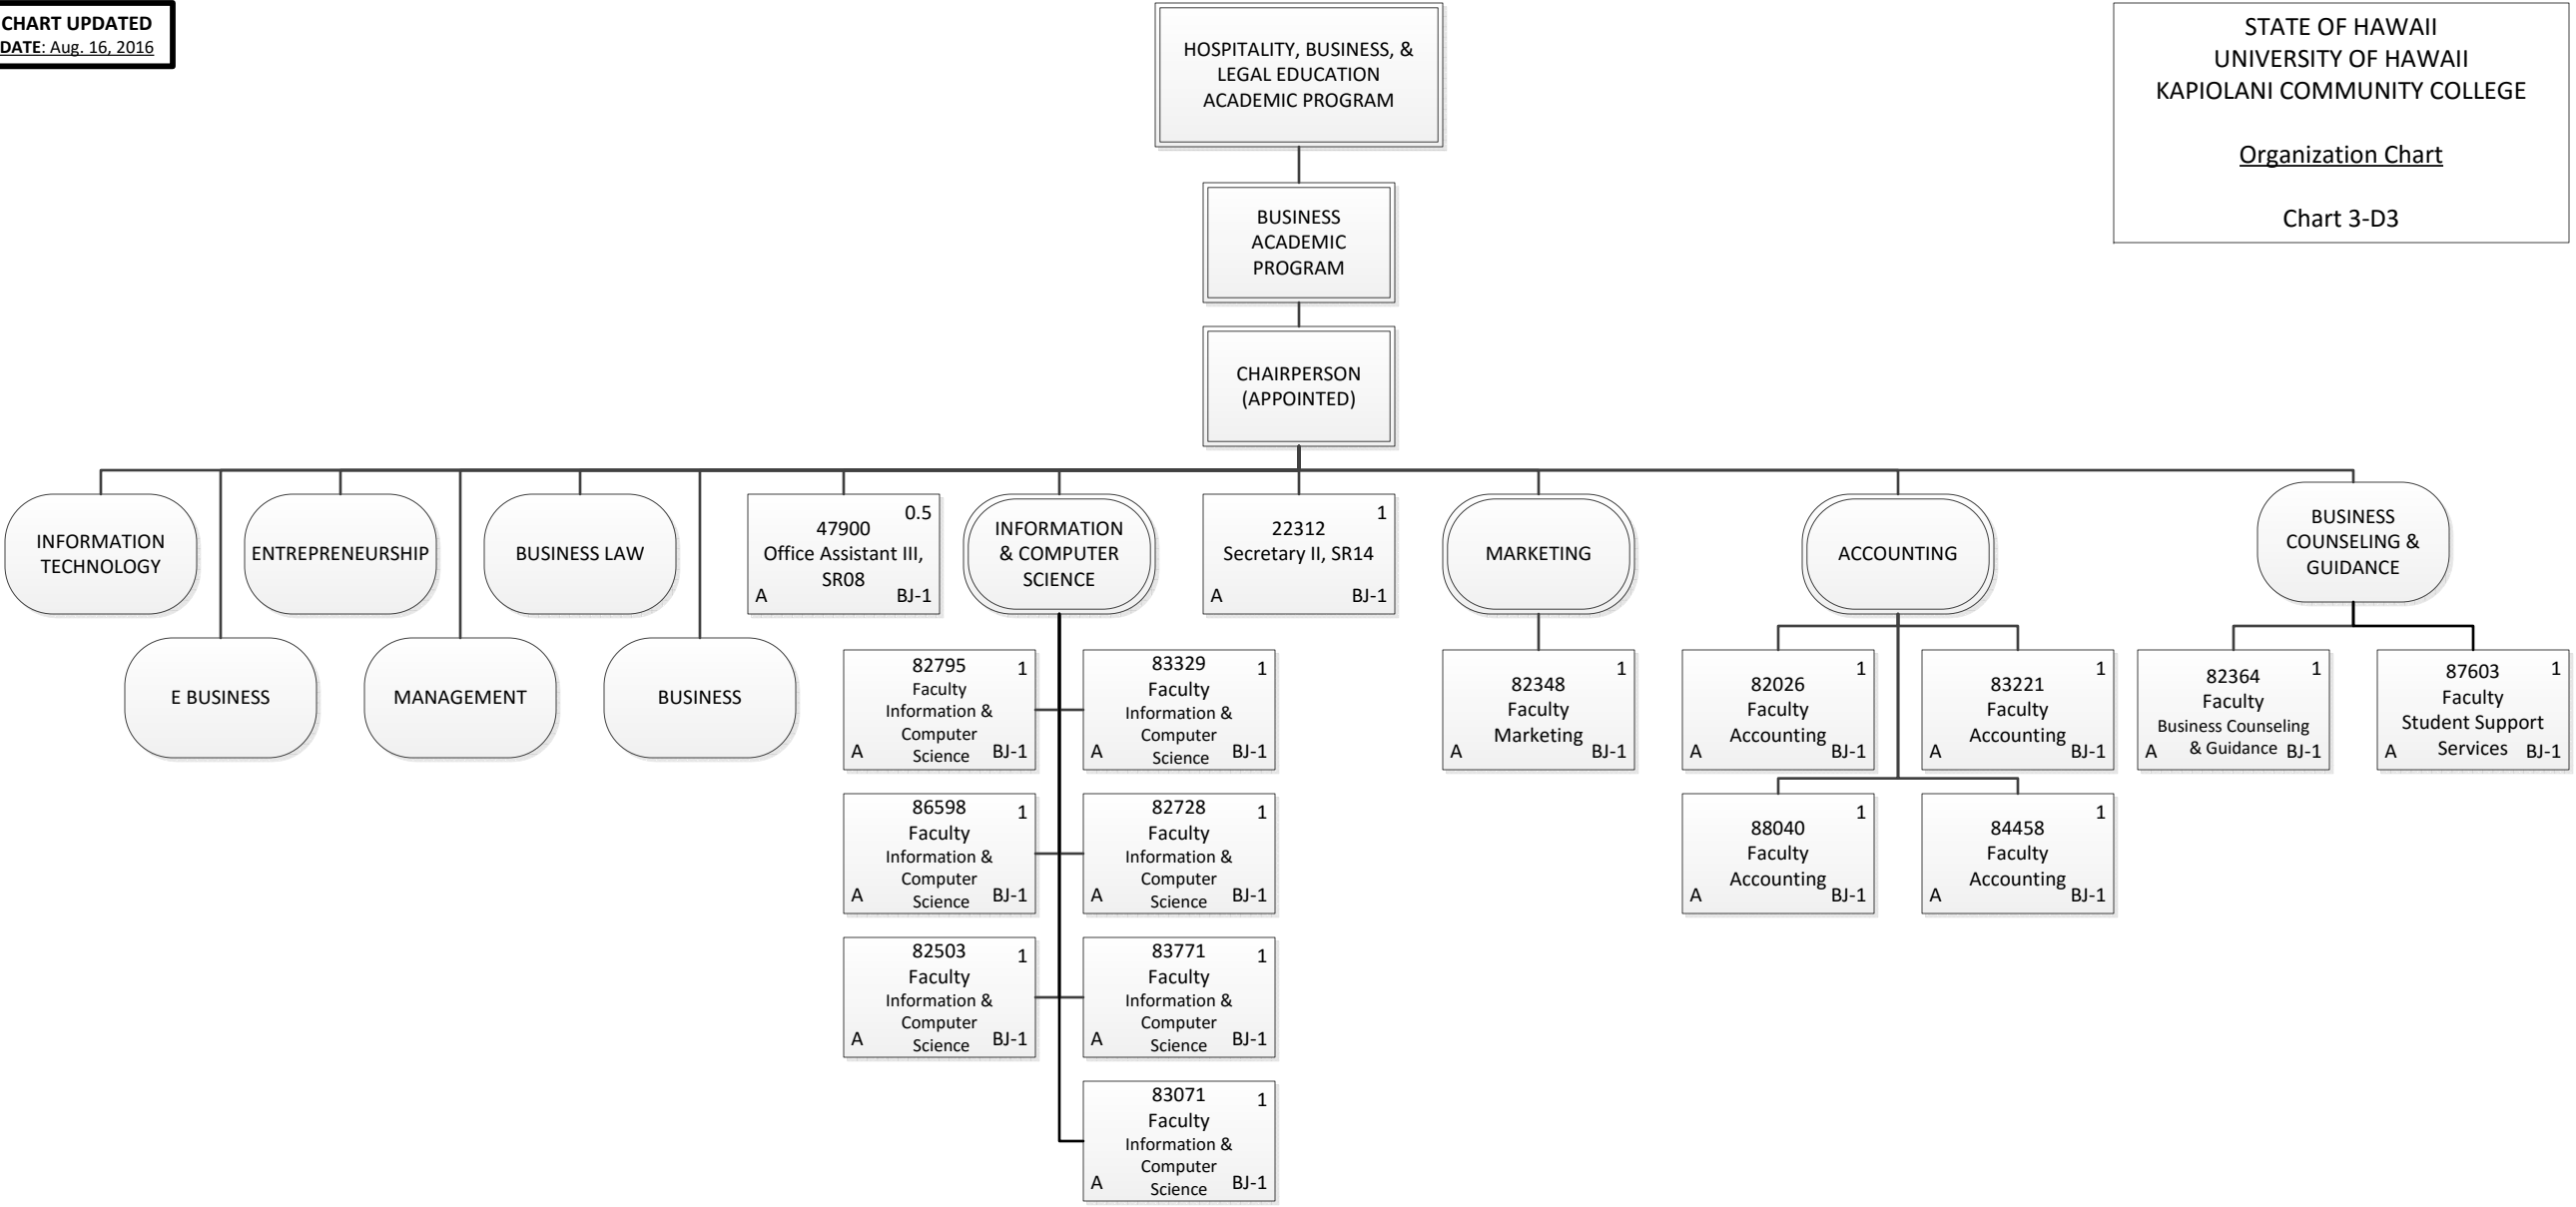 CHART UPDATED
DATE: Aug. 16, 2016
HOSPITALITY, BUSINESS, &
LEGAL EDUCATION
ACADEMIC PROGRAM
STATE OF HAWAII
UNIVERSITY OF HAWAII
KAPIOLANI COMMUNITY COLLEGE
Organization Chart
Chart 3-D3
BUSINESS
ACADEMIC
PROGRAM
CHAIRPERSON
(APPOINTED)
INFORMATION
TECHNOLOGY
ENTREPRENEURSHIP
BUSINESS LAW
0.5
47900
Office Assistant III,
SR08
A BJ-1
INFORMATION
& COMPUTER
SCIENCE
1
22312
Secretary II, SR14
A BJ-1
MARKETING
ACCOUNTING
BUSINESS
COUNSELING &
GUIDANCE
E BUSINESS
MANAGEMENT
BUSINESS
82795 1
Faculty
Information &
Computer
A Science BJ-1
83329 1
Faculty
Information &
Computer
A Science BJ-1
1
82348
Faculty
Marketing
A BJ-1
1
82026
Faculty
Accounting
A BJ-1
1
83221
Faculty
Accounting
A BJ-1
1
82364
Faculty
Business Counseling
A & Guidance BJ-1
1
87603
Faculty
Student Support
A Services BJ-1
86598 1
Faculty
Information &
Computer
A Science BJ-1
82728 1
Faculty
Information &
Computer
A Science BJ-1
1
88040
Faculty
Accounting
A BJ-1
1
84458
Faculty
Accounting
A BJ-1
82503 1
Faculty
Information &
Computer
A Science BJ-1
83771 1
Faculty
Information &
Computer
A Science BJ-1
83071 1
Faculty
Information &
Computer
A Science BJ-1